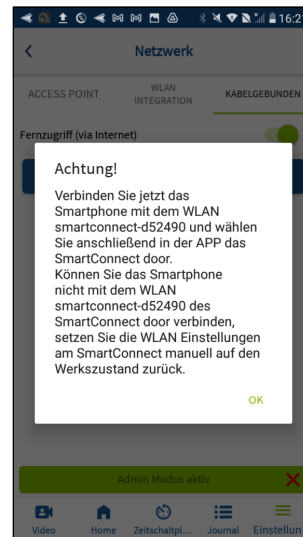 16:2
Netzwerk
ACCESS POINT
WLAN
INTEGRATION
KABELGEBUNDEN
Fernzugriff (via Internet)
Achtung!
Verbinden Sie jetzt das
Smartphone mit dem WLAN
smartconnect-d52490 und wählen
Sie anschließend in der APP das
SmartConnect door.
Können Sie das Smartphone
nicht mit dem WLAN
smartconnect-d52490 des
SmartConnect door verbinden,
setzen Sie die WLAN Einstellungen
am SmartConnect manuell auf den
Werkszustand zurück.
OK
Admin Modus aktiv
Video
Home
Zeitschaltpl...
Journal
Einstellun